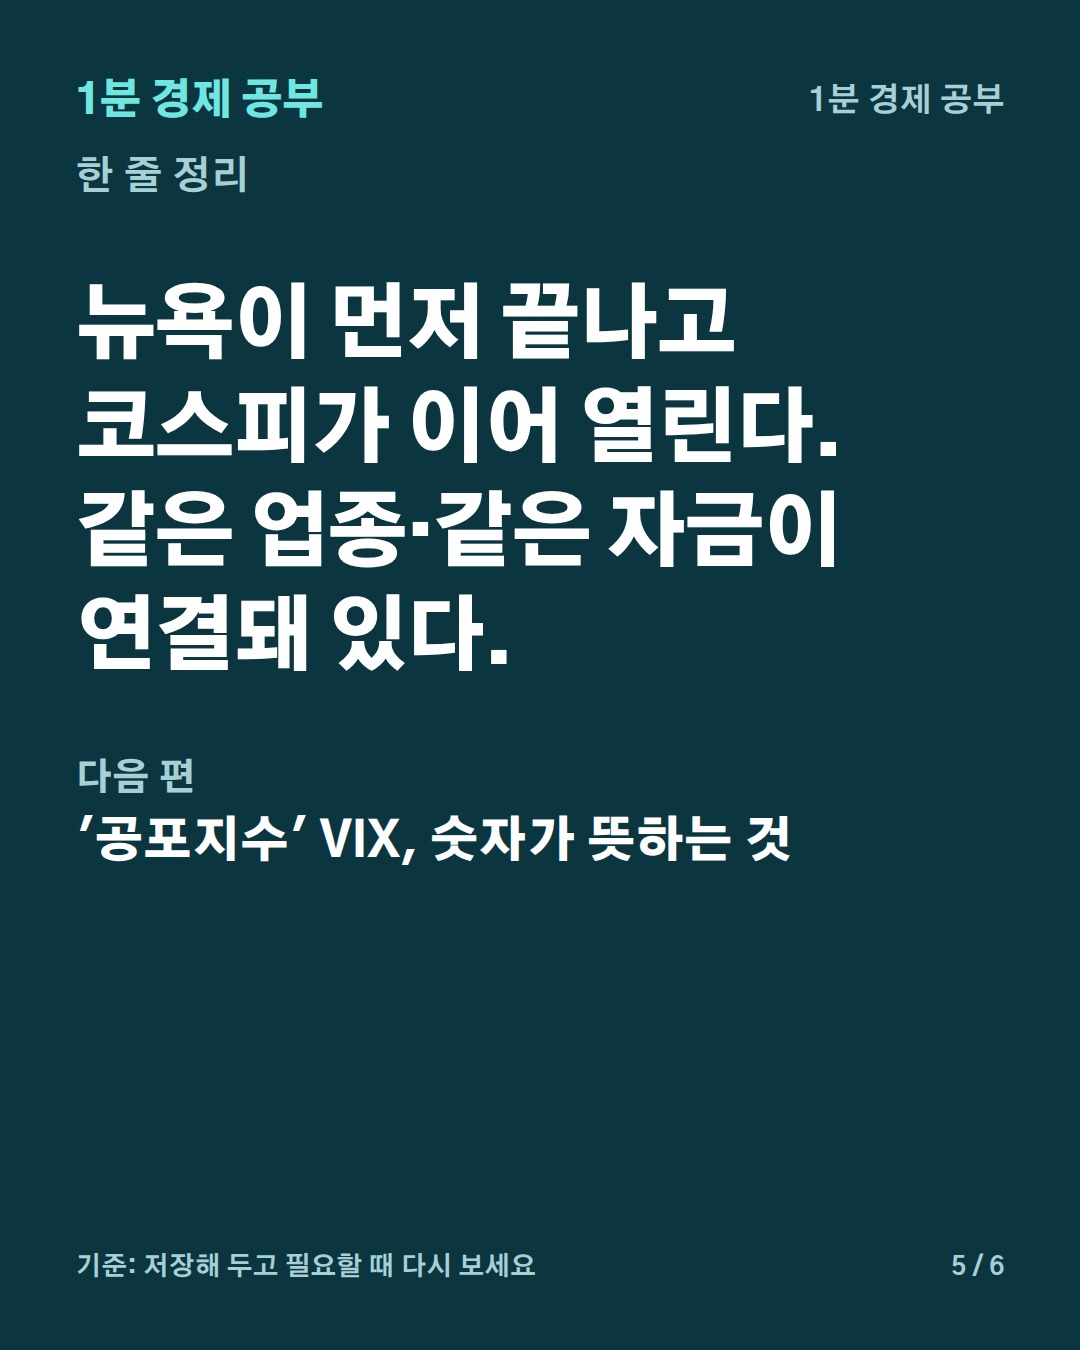 1분 경제 공부
1분 경제 공부
한 줄 정리
뉴욕이 먼저 끝나고
코스피가 이어 열린다.
같은 업종·같은 자금이
연결돼 있다.
다음 편
'공포지수' VIX, 숫자가 뜻하는 것
기준: 저장해 두고 필요할 때 다시 보세요
5 / 6